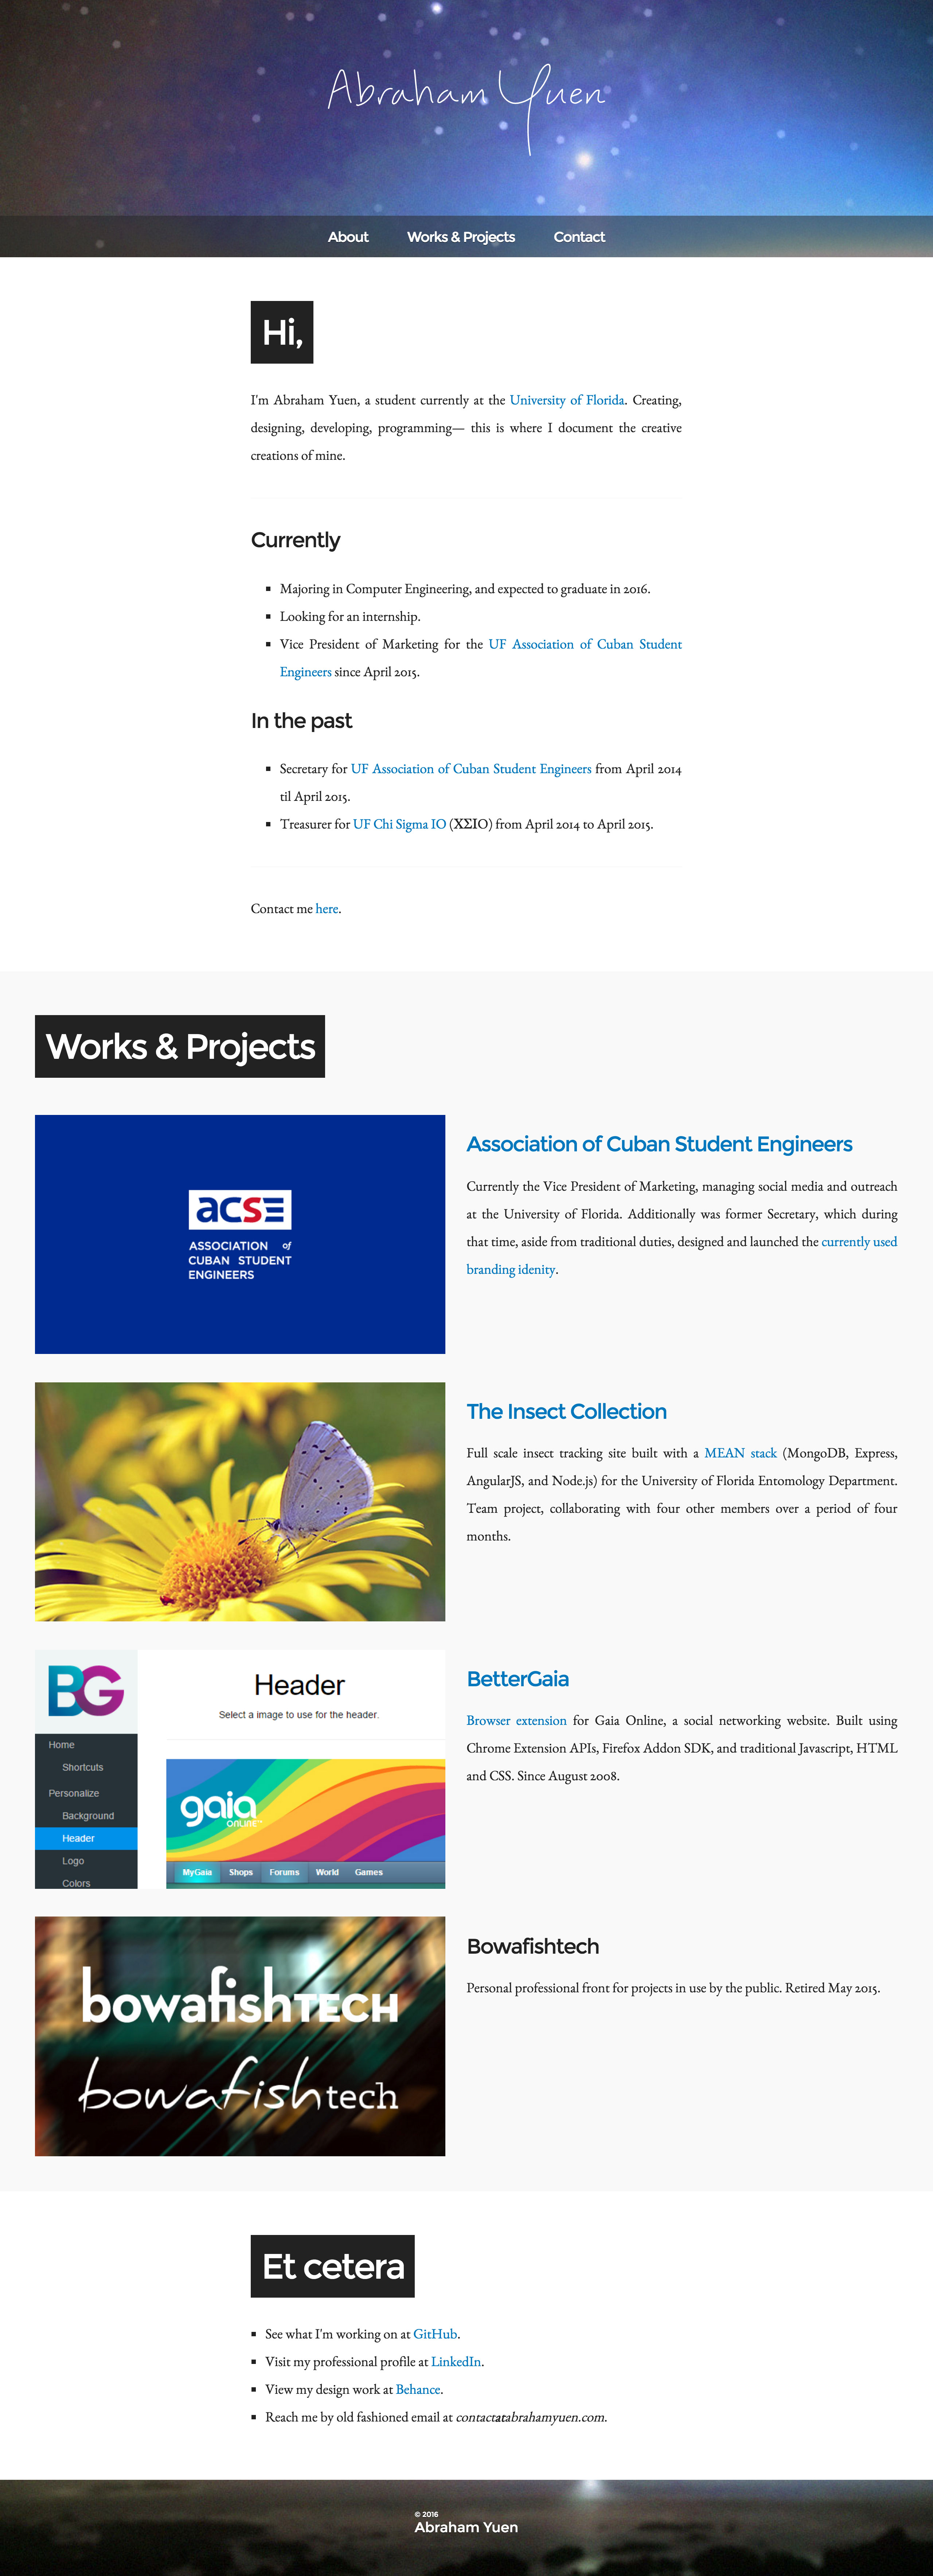 Abraham Yuen
About Works & Projects Contact
Hi,
I'm Abraham Yuen, a student currently at the University of Florida. Creating,
designing, developing, programming— this is where I document the creative
creations of mine.
Currently
Majoring in Computer Engineering, and expected to graduate in 2016.
Looking for an internship.
Vice President of Marketing for the UF Association of Cuban Student
Engineers since April 2015.
In the past
Secretary for UF Association of Cuban Student Engineers from April 2014
til April 2015.
Treasurer for UF Chi Sigma IO (ΧΣΙΟ) from April 2014 to April 2015.
Contact me here.
Works & Projects
acsE
ASSOCIATION of
CUBAN STUDENT
ENGINEERS
Association of Cuban Student Engineers
Currently the Vice President of Marketing, managing social media and outreach
at the University of Florida. Additionally was former Secretary, which during
that time, aside from traditional duties, designed and launched the currently used
branding idenity.
The Insect Collection
Full scale insect tracking site built with a MEAN stack (MongoDB, Express,
AngularJS, and Node.js) for the University of Florida Entomology Department.
Team project, collaborating with four other members over a period of four
months.
BG
Home
Shortcuts
Personalize
Background
Header
Logo
Colors
Header
Select a image to use for the header.
gaia
ONLINE™
MyGaia Shops Forums World Games
BetterGaia
Browser extension for Gaia Online, a social networking website. Built using
Chrome Extension APIs, Firefox Addon SDK, and traditional Javascript, HTML
and CSS. Since August 2008.
bowafishTECH
bowafishtech
Bowafishtech
Personal professional front for projects in use by the public. Retired May 2015.
Et cetera
See what I'm working on at GitHub.
Visit my professional profile at LinkedIn.
View my design work at Behance.
Reach me by old fashioned email at contactatabrahamyuen.com.
© 2016
Abraham Yuen